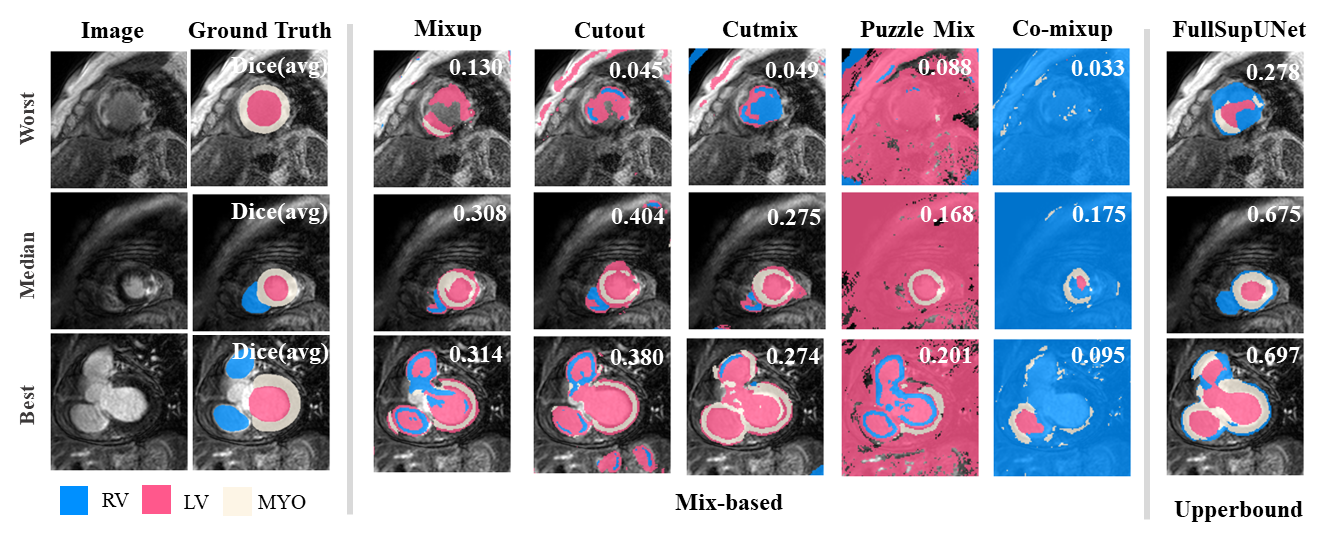 Image Ground Truth Mixup Cutout Cutmix Puzzle Mix Co-mixup FullSupUNet
Worst Dice(avg) 0.130 0.045 0.049 0.088 0.033 0.278
Median Dice(avg) 0.308 0.404 0.275 0.168 0.175 0.675
Best Dice(avg) 0.314 0.380 0.274 0.201 0.095 0.697
RV LV MYO
Mix-based
Upperbound